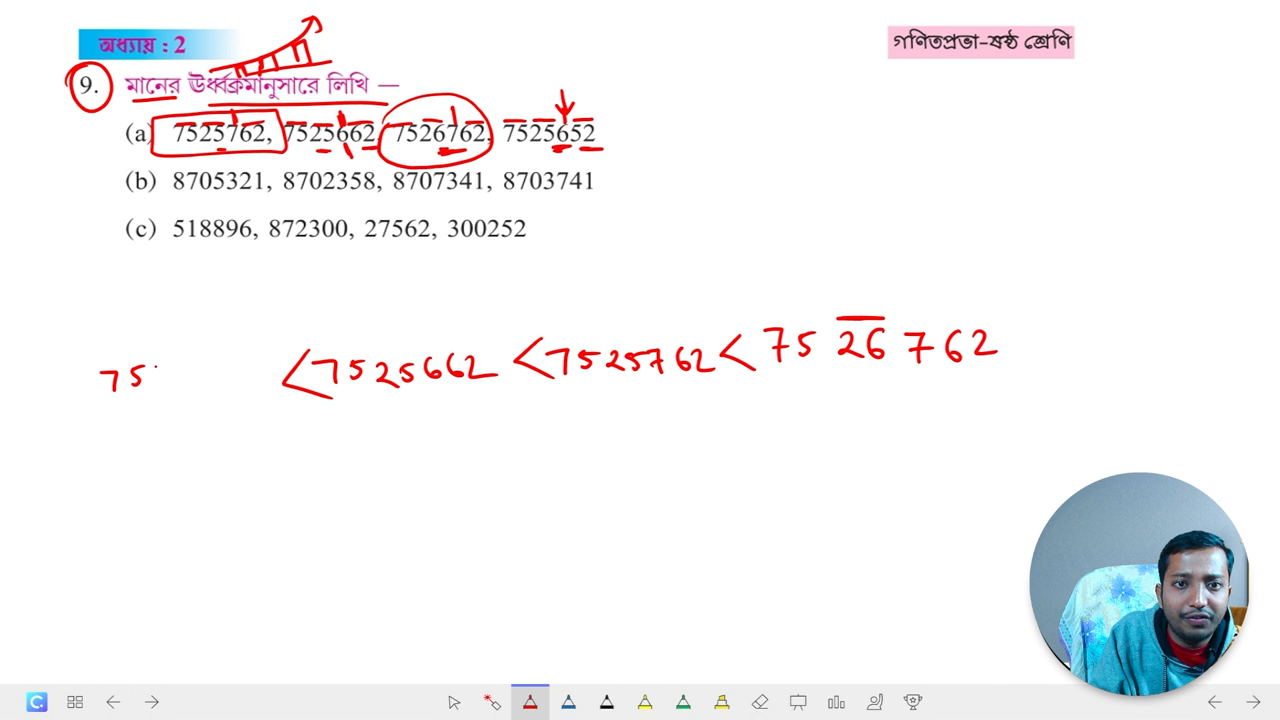 অধ্যায় : 2
গণিতপ্রভা-ষষ্ঠ শ্রেণি
9. মানের ঊর্ধ্বক্রমানুসারে লিখি —
(a) 7525762, 7525662, 7526762, 7525652
(b) 8705321, 8702358, 8707341, 8703741
(c) 518896, 872300, 27562, 300252
75 <7525662 <7525762 <7526762